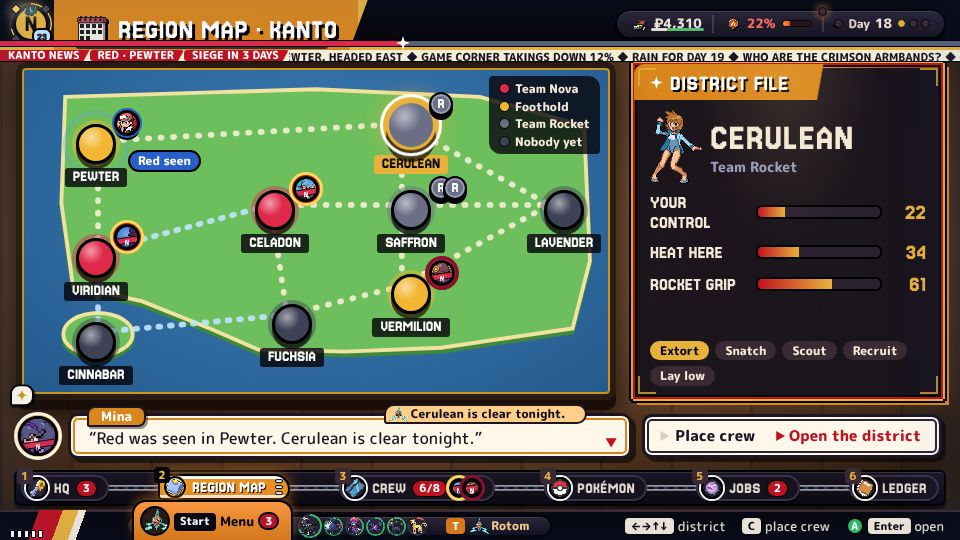 REGION MAP · KANTO
₽4,310
22%
Day 18
KANTO NEWS
RED · PEWTER
SIEGE IN 3 DAYS
WTER, HEADED EAST ◆ GAME CORNER TAKINGS DOWN 12% ◆ RAIN FOR DAY 19 ◆ WHO ARE THE CRIMSON ARMBANDS? ◆
Team Nova
Foothold
Team Rocket
Nobody yet
R
CERULEAN
Red seen
PEWTER
N
CELADON
R R
SAFFRON
LAVENDER
N
VIRIDIAN
N
VERMILION
FUCHSIA
CINNABAR
DISTRICT FILE
CERULEAN
Team Rocket
YOUR
CONTROL
22
HEAT HERE
34
ROCKET GRIP
61
Extort
Snatch
Scout
Recruit
Lay low
Mina
Cerulean is clear tonight.
“Red was seen in Pewter. Cerulean is clear tonight.”
Place crew
Open the district
1 HQ 3
2 REGION MAP
3 CREW 6/8
4 POKÉMON
5 JOBS 2
6 LEDGER
Start Menu 3
T Rotom
←→↑↓ district
C place crew
A Enter open